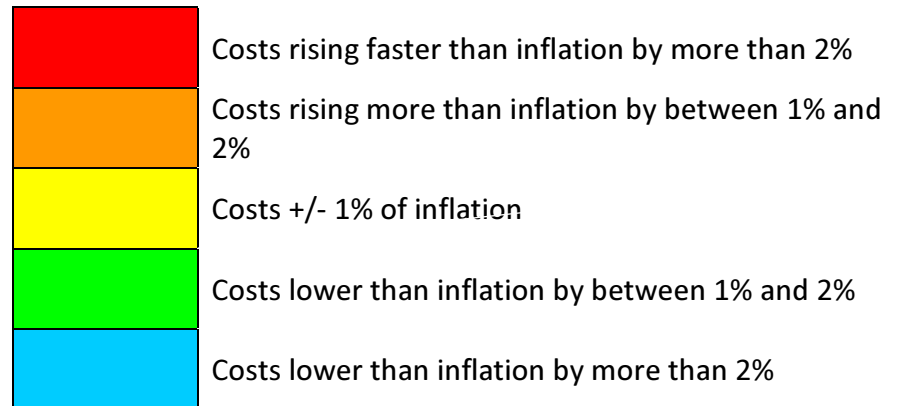 Costs rising faster than inflation by more than 2%
Costs rising more than inflation by between 1% and
2%
Costs +/- 1% of inflation
Costs lower than inflation by between 1% and 2%
Costs lower than inflation by more than 2%